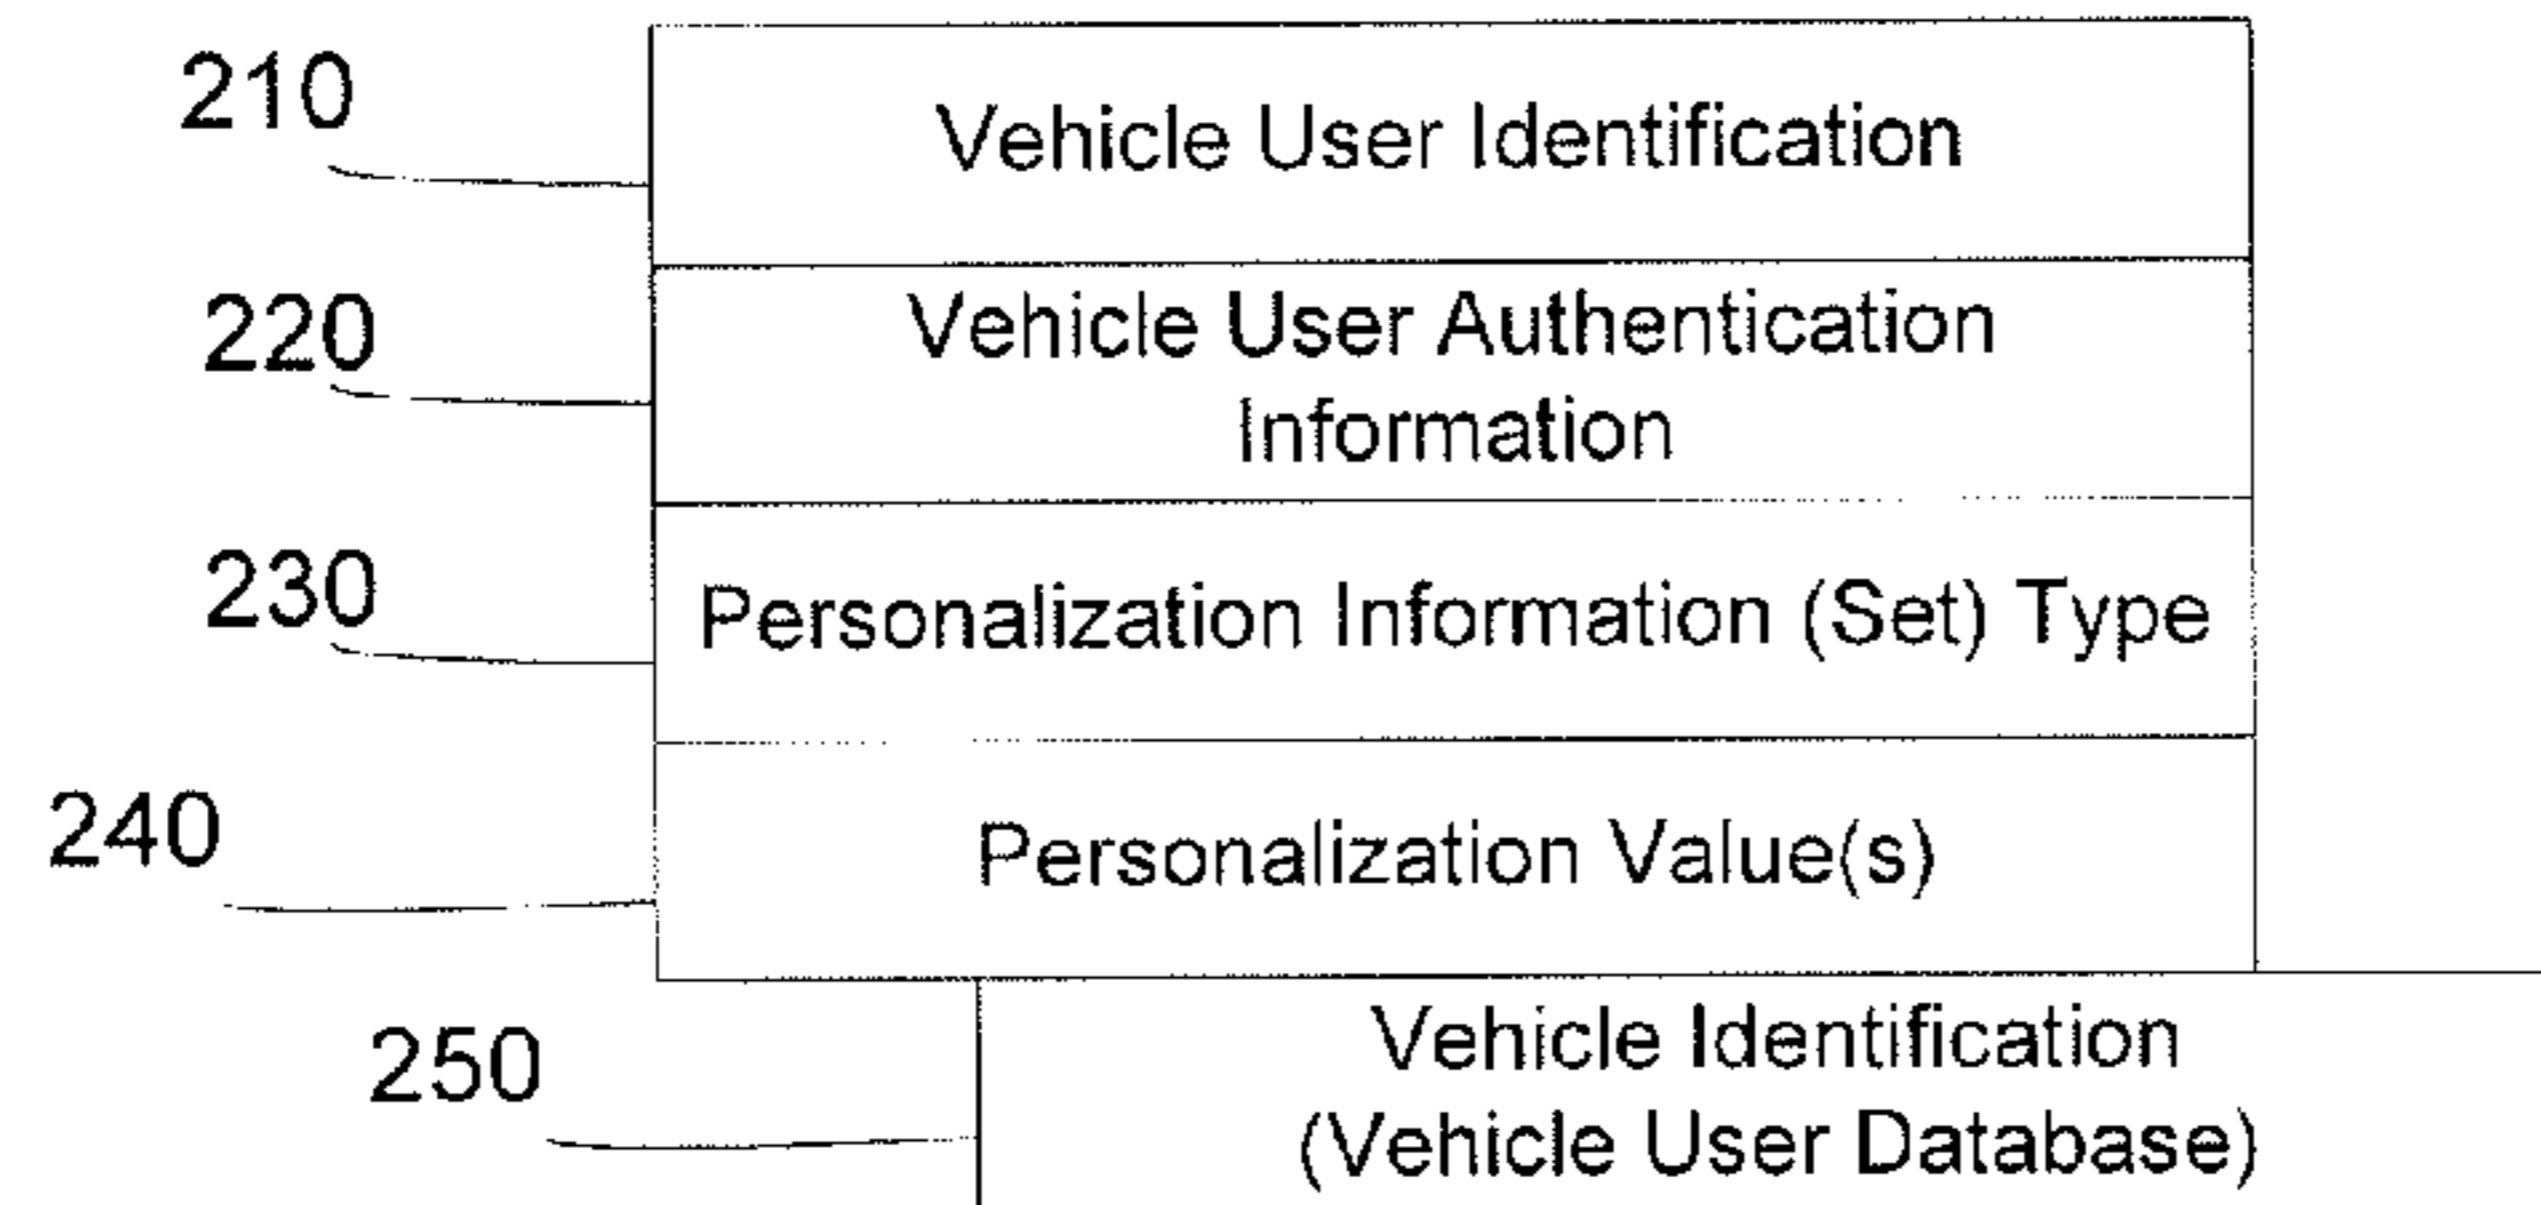 210
Vehicle User Identification
220
Vehicle User Authentication
Information
230
Personalization Information (Set) Type
240
Personalization Value(s)
250
Vehicle Identification
(Vehicle User Database)